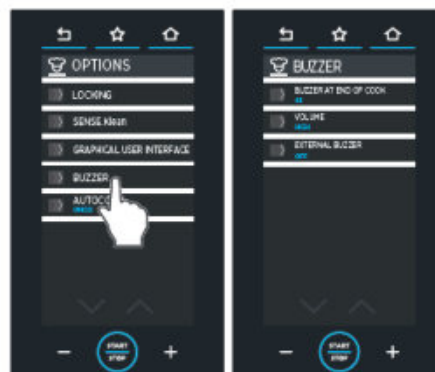 OPTIONS
LOCKING
SENSE Klean
GRAPHICAL USER INTERFACE
BUZZER
START
STOP
BUZZER
BUZZER AT END OF COOK
VOLUME
HIGH
EXTERNAL BUZZER
START
STOP